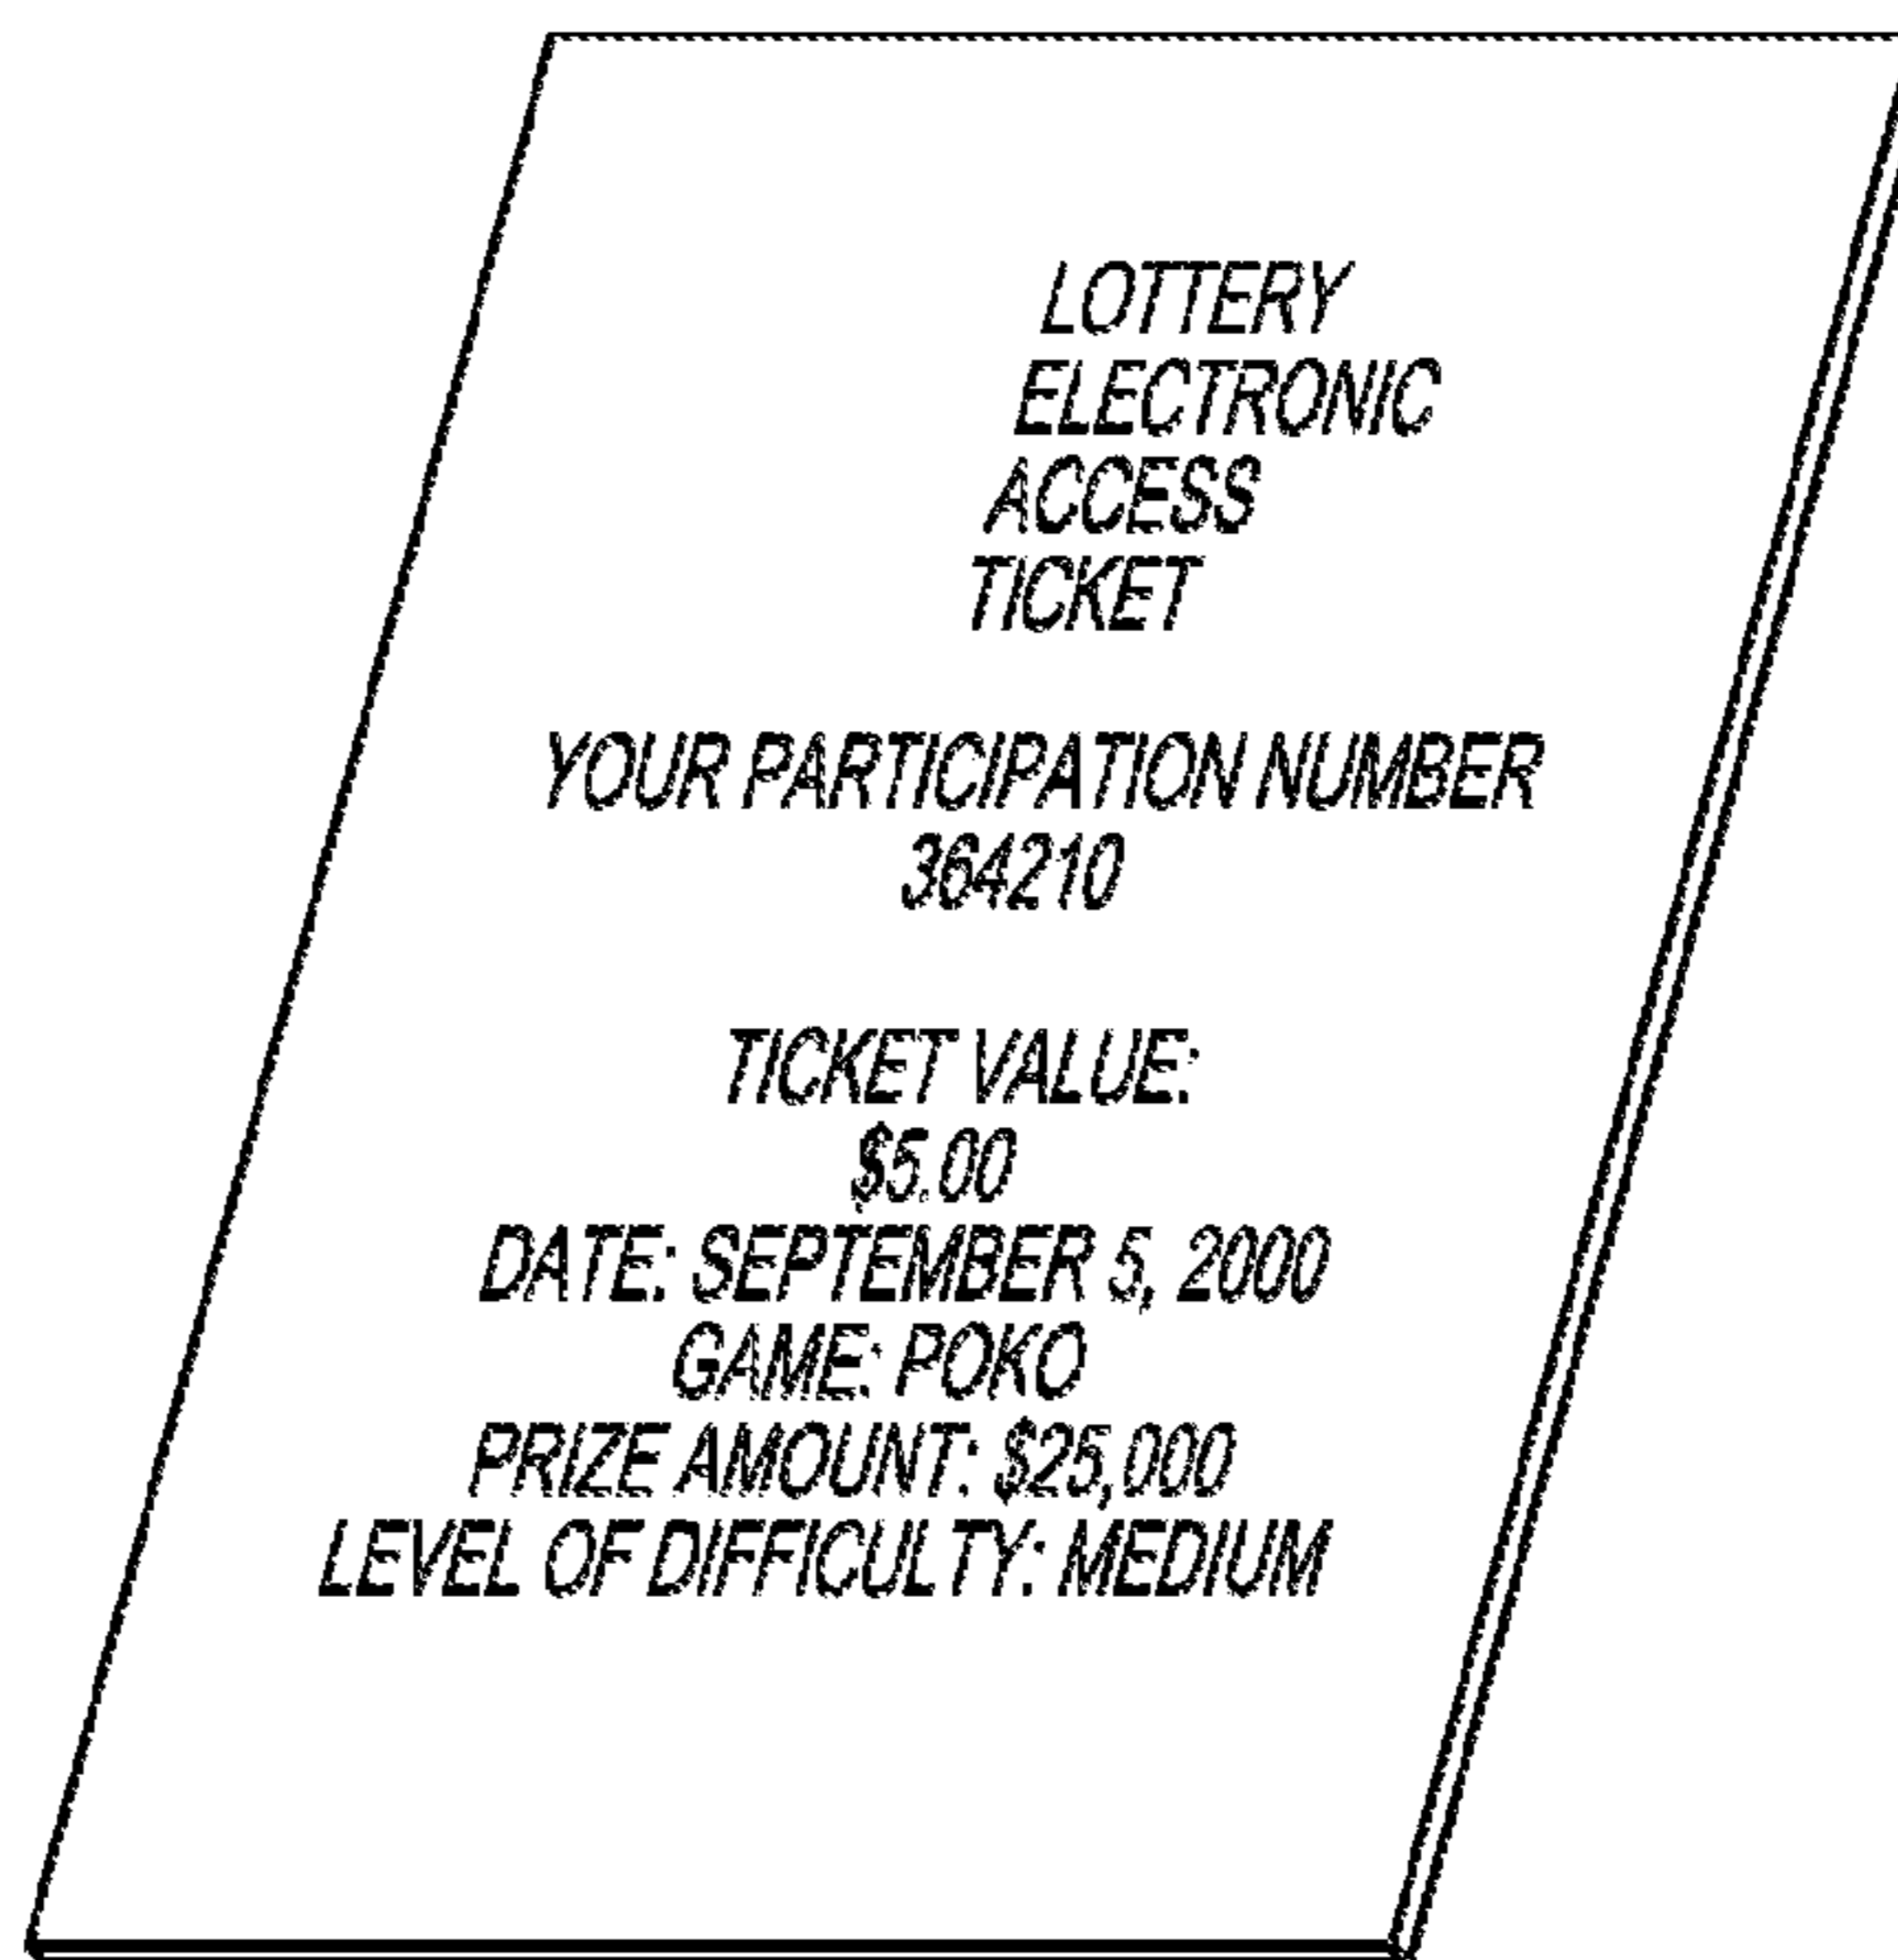 LOTTERY
ELECTRONIC
ACCESS
TICKET
YOUR PARTICIPATION NUMBER
364210
TICKET VALUE:
$5.00
DATE: SEPTEMBER 5, 2000
GAME: POKO
PRIZE AMOUNT: $25,000
LEVEL OF DIFFICULTY: MEDIUM